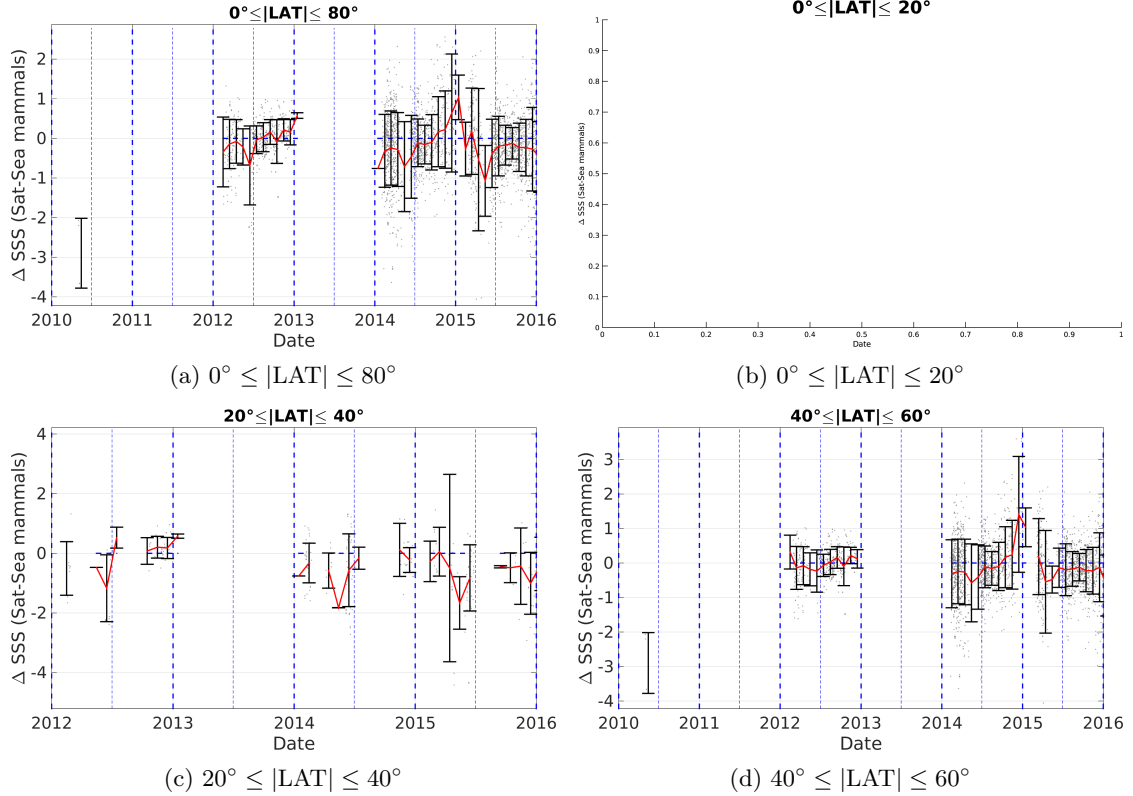 0°≤|LAT|≤ 80°
Δ SSS (Sat-Sea mammals)
2
1
0
-1
-2
-3
-4
2010 2011 2012 2013 2014 2015 2016
Date
(a) 0° ≤ |LAT| ≤ 80°
0°≤|LAT|≤ 20°
Δ SSS (Sat-Sea mammals)
1
0.9
0.8
0.7
0.6
0.5
0.4
0.3
0.2
0.1
0
0 0.1 0.2 0.3 0.4 0.5 0.6 0.7 0.8 0.9 1
Date
(b) 0° ≤ |LAT| ≤ 20°
20°≤|LAT|≤ 40°
Δ SSS (Sat-Sea mammals)
4
2
0
-2
-4
2012 2013 2014 2015 2016
Date
(c) 20° ≤ |LAT| ≤ 40°
40°≤|LAT|≤ 60°
Δ SSS (Sat-Sea mammals)
3
2
1
0
-1
-2
-3
-4
2010 2011 2012 2013 2014 2015 2016
Date
(d) 40° ≤ |LAT| ≤ 60°